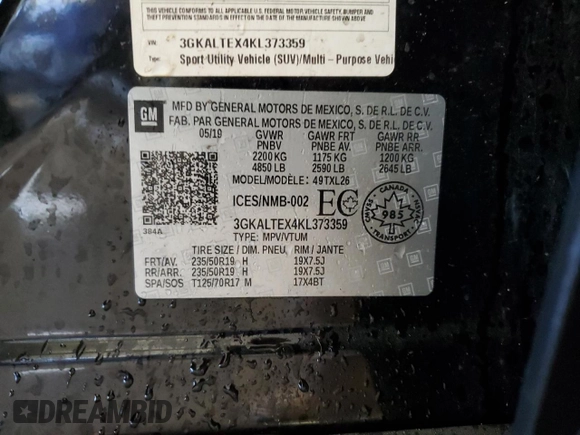 CONFORMS TO ALL APPLICABLE U.S. FEDERAL MOTOR VEHICLE SAFETY, BUMPER AND
THEFT PREVENTION STANDARDS IN EFFECT ON THE DATE OF MANUFACTURE SHOWN ABOVE.
VIN: 3GKALTEX4KL373359
Type: Sport Utility Vehicle (SUV)/Multi - Purpose Vehi
GM
MFD BY GENERAL MOTORS DE MEXICO, S. DE R.L. DE C.V.
FAB. PAR GENERAL MOTORS DE MEXICO, S. DE R.L. DE C.V.
05/19 GVWR GAWR FRT GAWR RR
PNBV PNBE AV. PNBE ARR.
2200 KG 1175 KG 1200 KG
4850 LB 2590 LB 2645 LB
MODEL/MODÈLE: 49TXL26
ICES/NMB-002 EC
CANADA
985
TRANSPORT
CMVSS
NSVAC
384A
3GKALTEX4KL373359
TYPE: MPV/VTUM
TIRE SIZE / DIM. PNEU, RIM / JANTE
FRT/AV. 235/50R19 H 19X7.5J
RR/ARR. 235/50R19 H 19X7.5J
SPA/SOS T125/70R17 M 17X4BT
DREAMBID